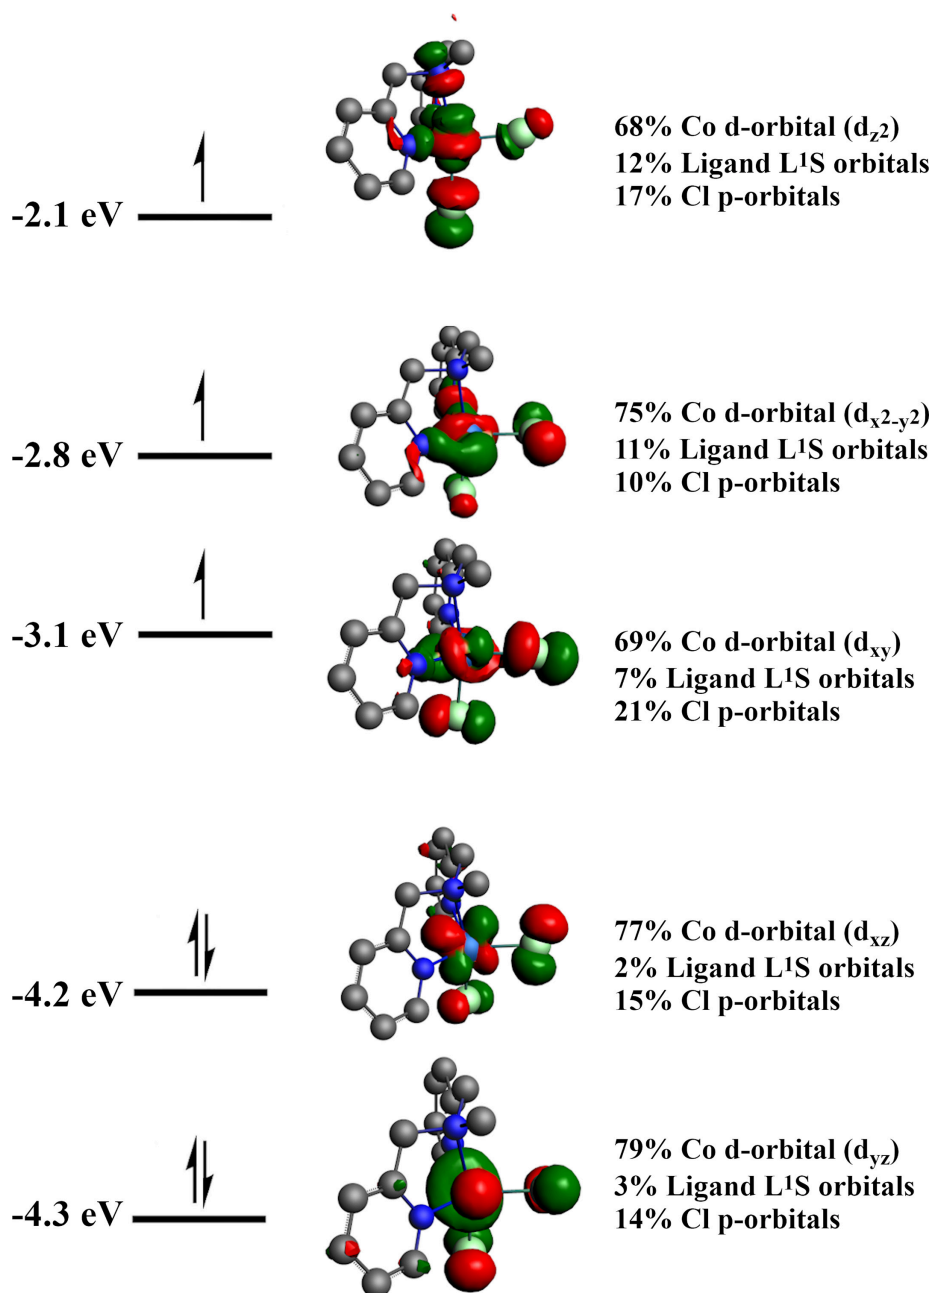 68% Co d-orbital (dz2)
12% Ligand L1S orbitals
17% Cl p-orbitals
-2.1 eV
75% Co d-orbital (dx2-y2)
11% Ligand L1S orbitals
10% Cl p-orbitals
-2.8 eV
69% Co d-orbital (dxy)
7% Ligand L1S orbitals
21% Cl p-orbitals
-3.1 eV
77% Co d-orbital (dxz)
2% Ligand L1S orbitals
15% Cl p-orbitals
-4.2 eV
79% Co d-orbital (dyz)
3% Ligand L1S orbitals
14% Cl p-orbitals
-4.3 eV